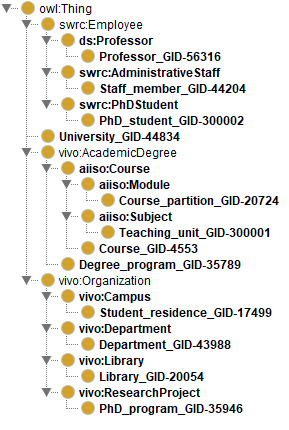 owl:Thing
swrc:Employee
ds:Professor
Professor_GID-56316
swrc:AdministrativeStaff
Staff_member_GID-44204
swrc:PhDStudent
PhD_student_GID-300002
University_GID-44834
vivo:AcademicDegree
aiiso:Course
aiiso:Module
Course_partition_GID-20724
aiiso:Subject
Teaching_unit_GID-300001
Course_GID-4553
Degree_program_GID-35789
vivo:Organization
vivo:Campus
Student_residence_GID-17499
vivo:Department
Department_GID-43988
vivo:Library
Library_GID-20054
vivo:ResearchProject
PhD_program_GID-35946